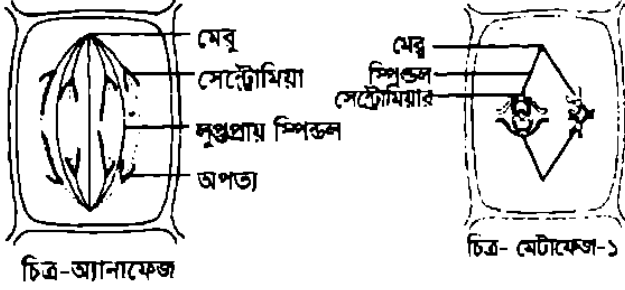 মেরু
সেন্ট্রোমিয়া
লুপ্তপ্রায় স্পিন্ডল
অপত্য
চিত্র-অ্যানাফেজ
মেরু
স্পিন্ডল
সেন্ট্রোমিয়ার
চিত্র- মেটাফেজ-১